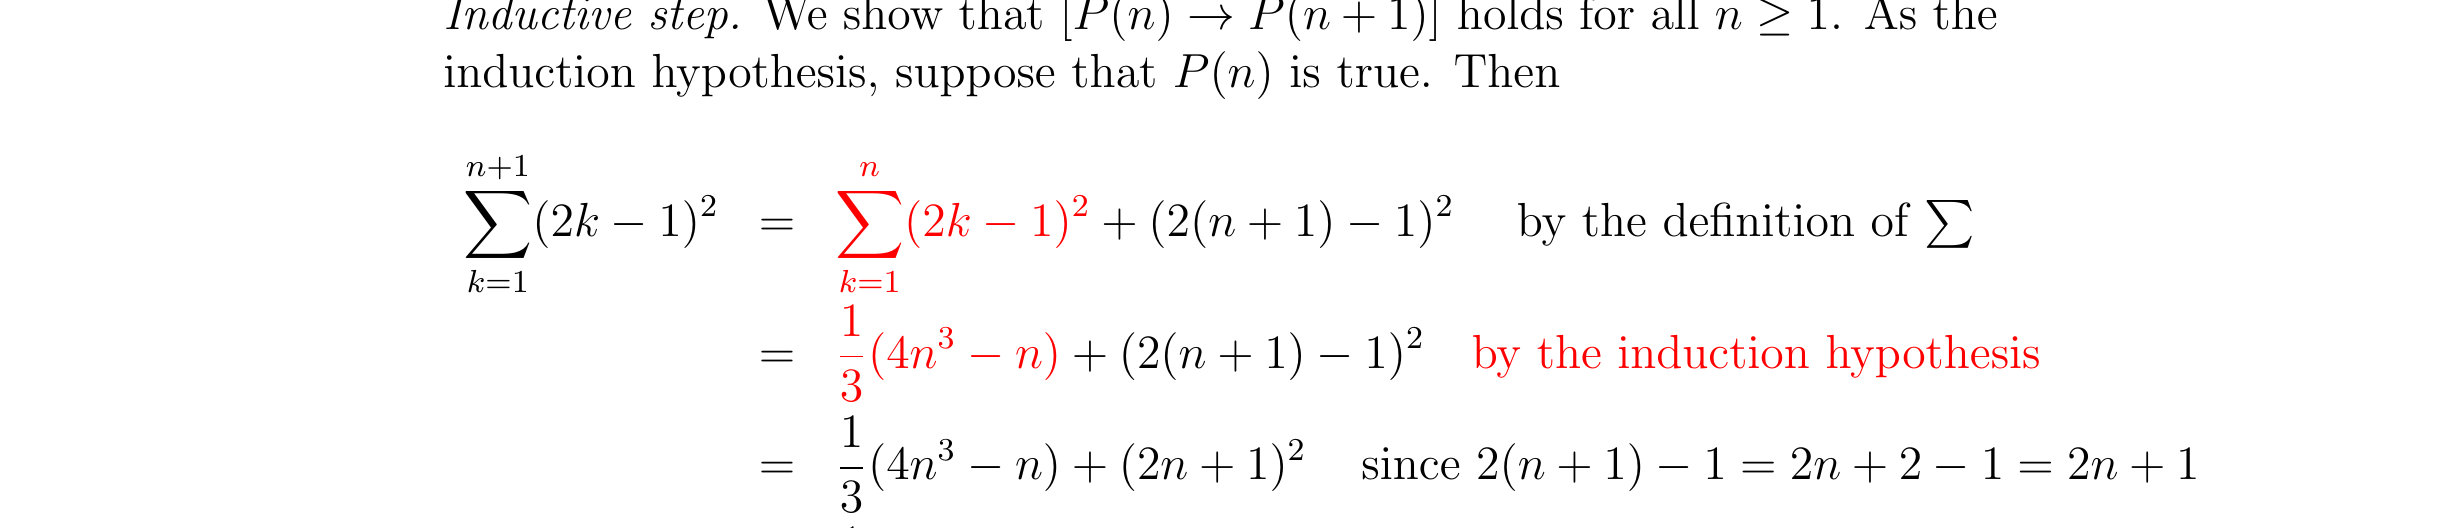 Inductive step. We show that [P(n) → P(n + 1)] holds for all n ≥ 1. As the
induction hypothesis, suppose that P(n) is true. Then
∑_{k=1}^{n+1} (2k − 1)² = ∑_{k=1}^{n} (2k − 1)² + (2(n + 1) − 1)² by the definition of ∑
= 1/3 (4n³ − n) + (2(n + 1) − 1)² by the induction hypothesis
= 1/3 (4n³ − n) + (2n + 1)² since 2(n + 1) − 1 = 2n + 2 − 1 = 2n + 1